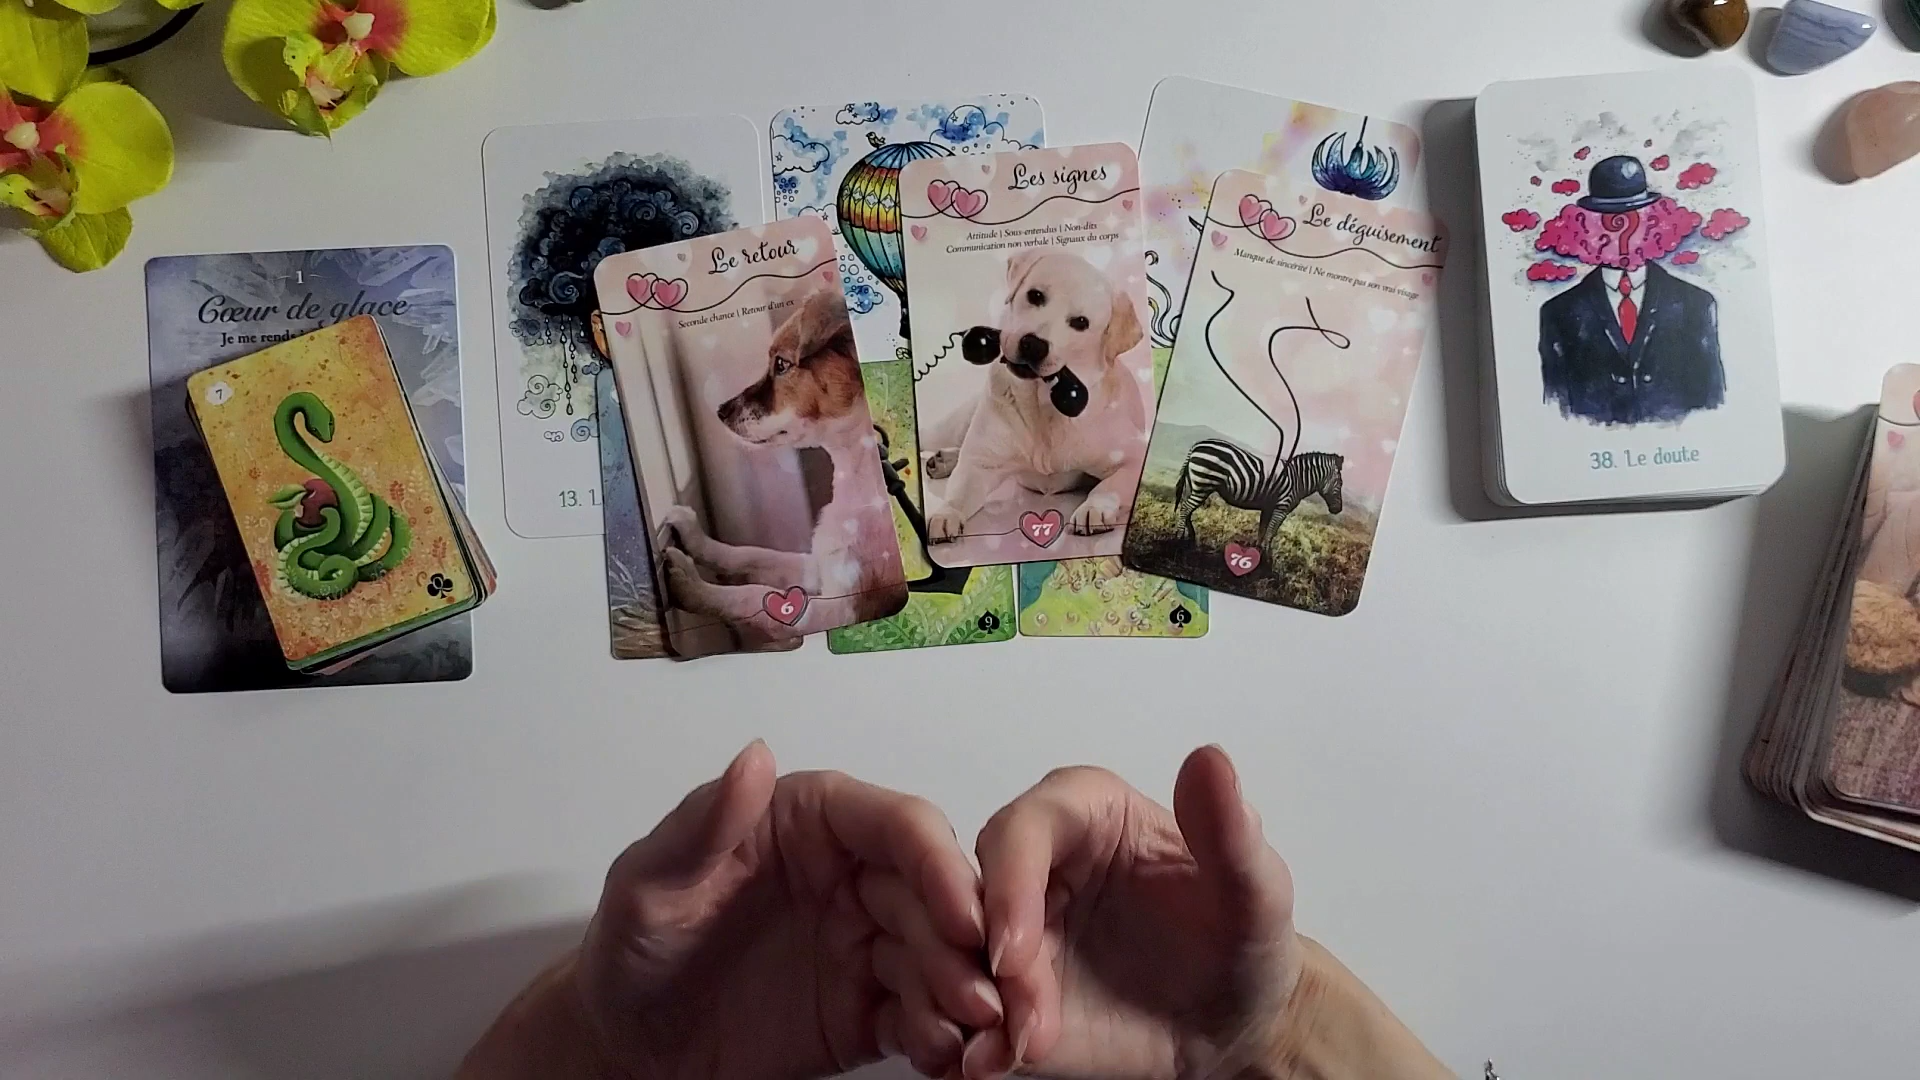 1
Cœur de glace
Je me rends
7
13. L
Le retour
Seconde chance | Retour d'un ex
6
9
Les signes
Attitude | Sous-entendus | Non-dits
Communication non verbale | Signaux du corps
77
6
Le déguisement
Manque de sincérité | Ne montre pas son vrai visage
76
38. Le doute